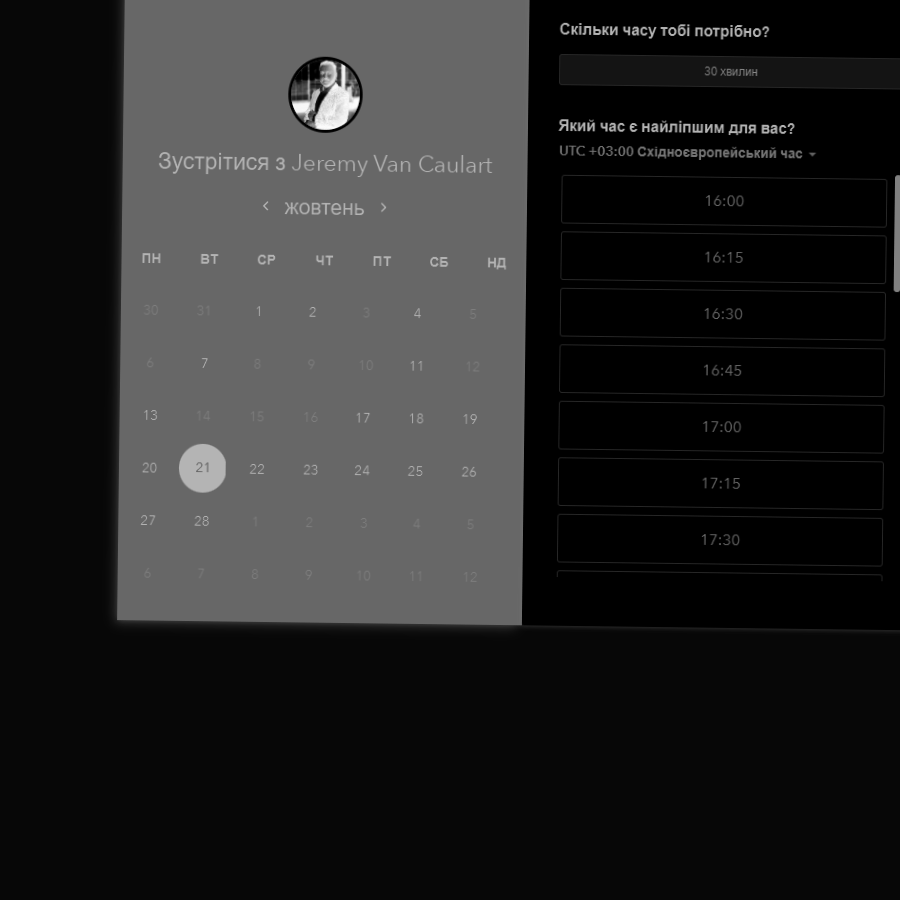 Зустрітися з Jeremy Van Caulart
жовтень
ПН ВТ СР ЧТ ПТ СБ НД
30 31 1 2 3 4 5
6 7 8 9 10 11 12
13 14 15 16 17 18 19
20 21 22 23 24 25 26
27 28 1 2 3 4 5
6 7 8 9 10 11 12
Скільки часу тобі потрібно?
30 хвилин
Який час є найліпшим для вас?
UTC +03:00 Східноєвропейський час
16:00
16:15
16:30
16:45
17:00
17:15
17:30